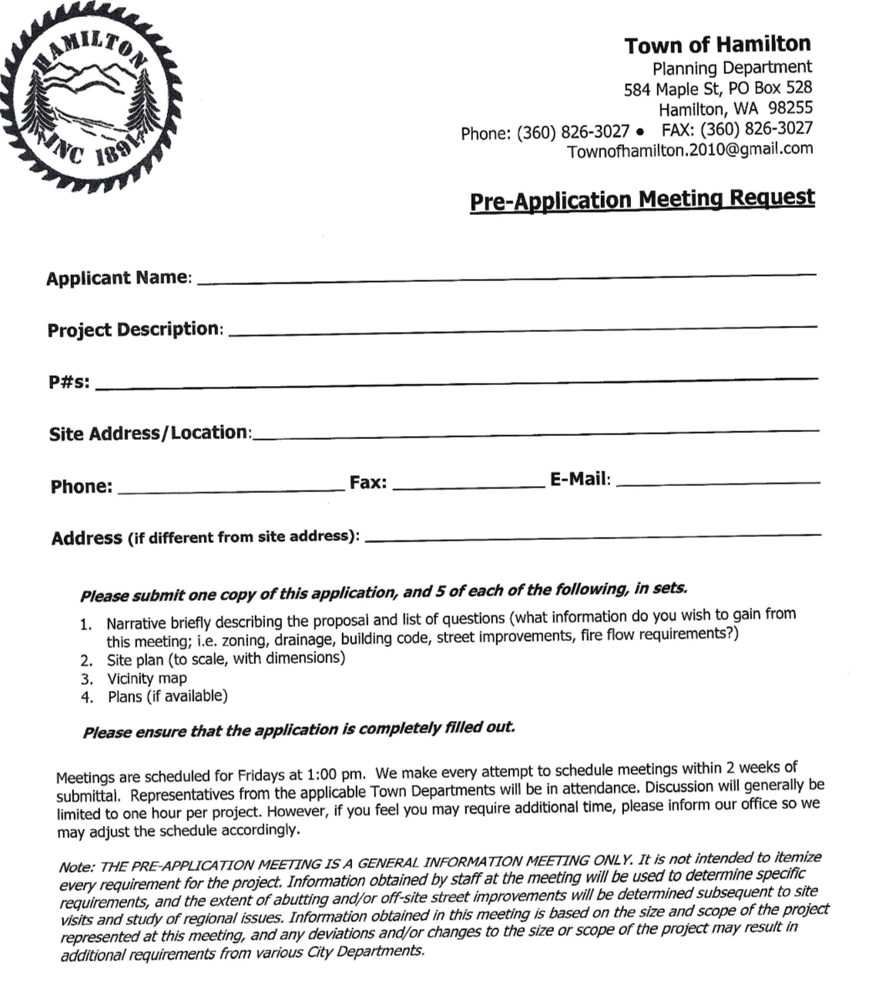 HAMILTON
INC 1891
Town of Hamilton
Planning Department
584 Maple St, PO Box 528
Hamilton, WA 98255
Phone: (360) 826-3027 • FAX: (360) 826-3027
Townofhamilton.2010@gmail.com
Pre-Application Meeting Request
Applicant Name:
Project Description:
P#s:
Site Address/Location:
Phone: Fax: E-Mail:
Address (if different from site address):
Please submit one copy of this application, and 5 of each of the following, in sets.
1. Narrative briefly describing the proposal and list of questions (what information do you wish to gain from
this meeting; i.e. zoning, drainage, building code, street improvements, fire flow requirements?)
2. Site plan (to scale, with dimensions)
3. Vicinity map
4. Plans (if available)
Please ensure that the application is completely filled out.
Meetings are scheduled for Fridays at 1:00 pm. We make every attempt to schedule meetings within 2 weeks of
submittal. Representatives from the applicable Town Departments will be in attendance. Discussion will generally be
limited to one hour per project. However, if you feel you may require additional time, please inform our office so we
may adjust the schedule accordingly.
Note: THE PRE-APPLICATION MEETING IS A GENERAL INFORMATION MEETING ONLY. It is not intended to itemize
every requirement for the project. Information obtained by staff at the meeting will be used to determine specific
requirements, and the extent of abutting and/or off-site street improvements will be determined subsequent to site
visits and study of regional issues. Information obtained in this meeting is based on the size and scope of the project
represented at this meeting, and any deviations and/or changes to the size or scope of the project may result in
additional requirements from various City Departments.